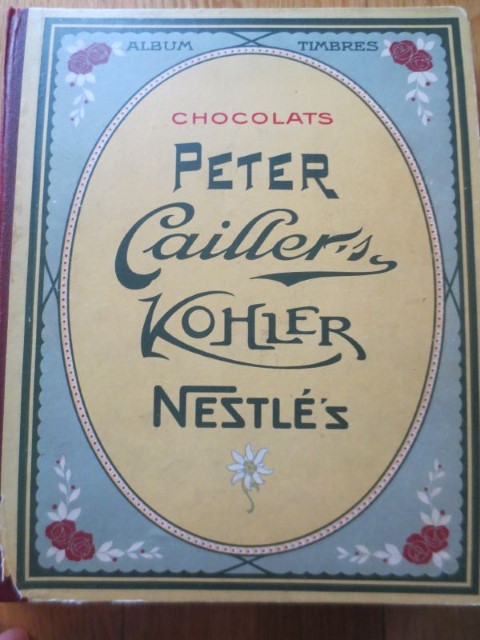 ALBUM TIMBRES
CHOCOLATS
PETER
Cailler's
KOHLER
NESTLÉ'S